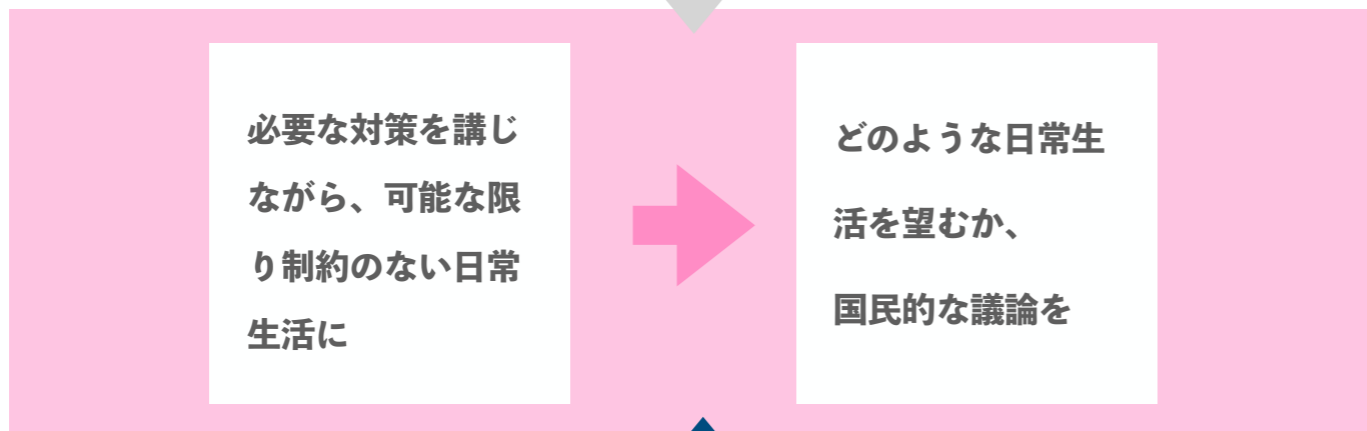 必要な対策を講じ
ながら、可能な限
り制約のない日常
生活に
どのような日常生
活を望むか、
国民的な議論を